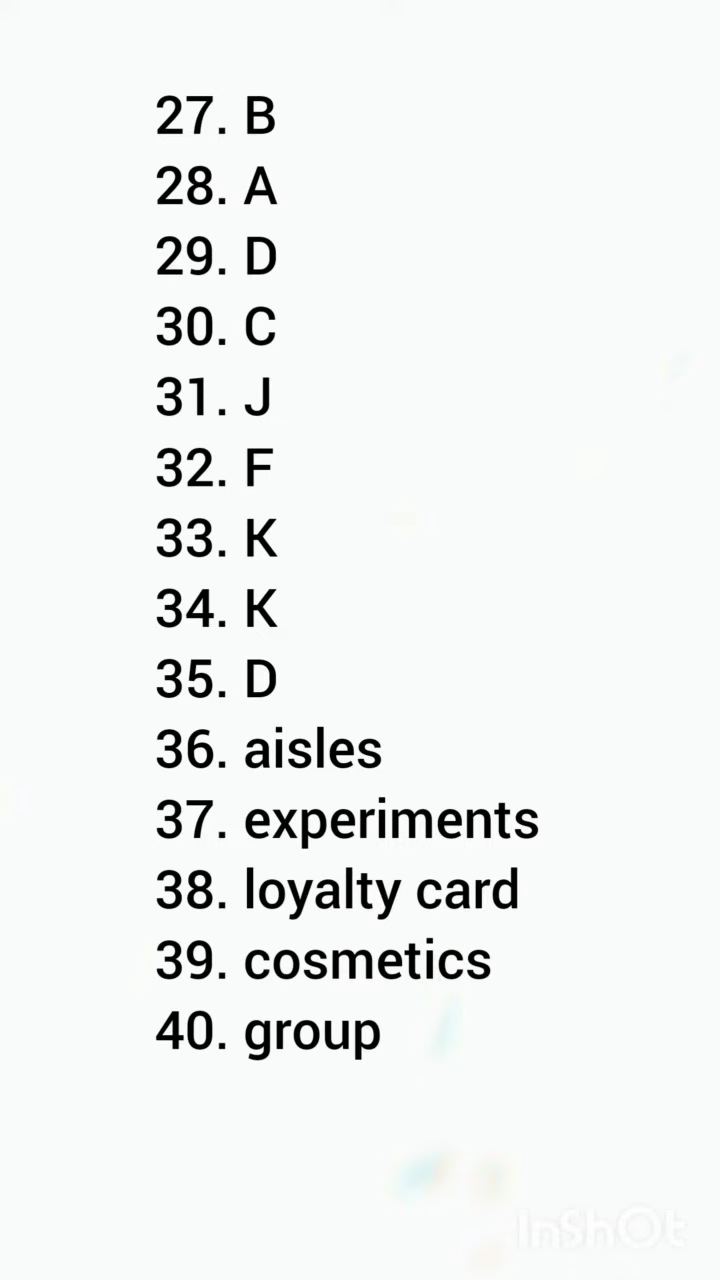 27. B
28. A
29. D
30. C
31. J
32. F
33. K
34. K
35. D
36. aisles
37. experiments
38. loyalty card
39. cosmetics
40. group
InShOt